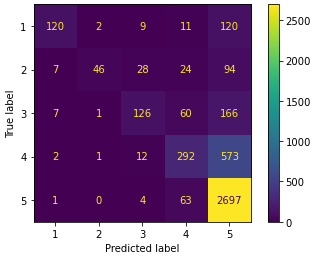 1 120 2 9 11 120
2 7 46 28 24 94
3 7 1 126 60 166
4 2 1 12 292 573
5 1 0 4 63 2697
1 2 3 4 5
Predicted label
True label
2500
2000
1500
1000
500
0